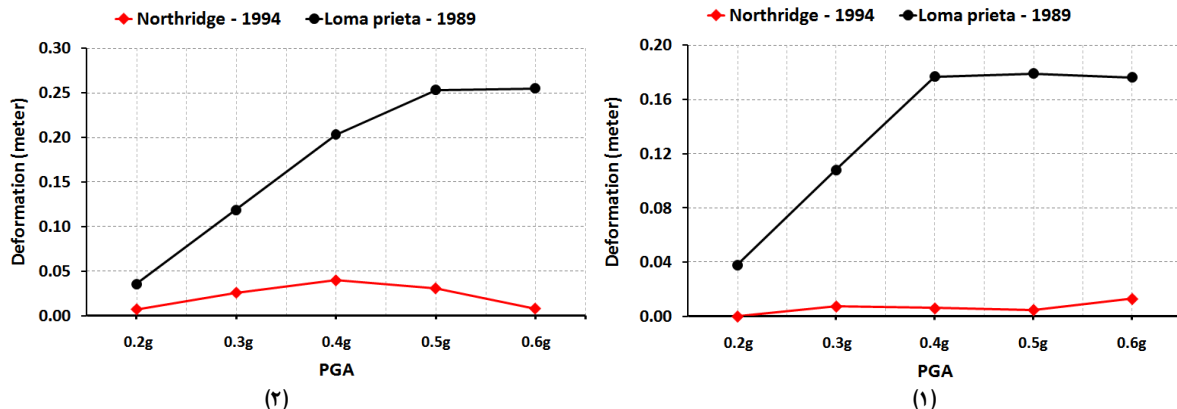 Northridge - 1994 Loma prieta - 1989
0.30
0.25
0.20
0.15
0.10
0.05
0.00
Deformation (meter)
0.2g 0.3g 0.4g 0.5g 0.6g
PGA
(۲)
Northridge - 1994 Loma prieta - 1989
0.20
0.16
0.12
0.08
0.04
0.00
Deformation (meter)
0.2g 0.3g 0.4g 0.5g 0.6g
PGA
(۱)